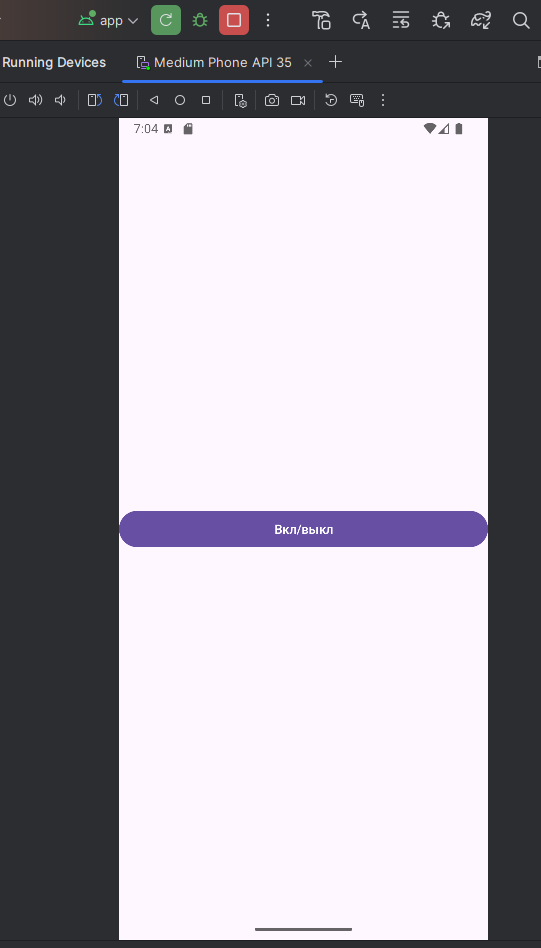 app
Running Devices
Medium Phone API 35
7:04
Вкл/выкл